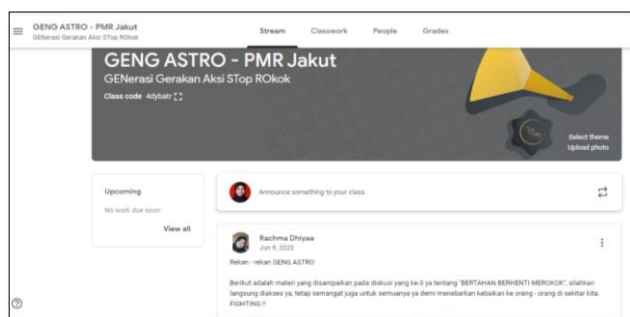 GENG ASTRO - PMR Jakut
GENerasi Gerakan Aksi STop ROkok
Stream Classwork People Grades
GENG ASTRO - PMR Jakut
GENerasi Gerakan Aksi STop ROkok
Class code 4dybatr
Select theme
Upload photo
Upcoming
No work due soon
View all
Announce something to your class
Rachma Dhiyaa
Jun 9, 2020
Rekan - rekan GENG ASTRO
Berikut adalah materi yang disampaikan pada diskusi yang ke-3 ya tentang "BERTAHAN BERHENTI MEROKOK", silahkan
langsung diakses ya, tetap semangat juga untuk semuanya ya demi menebarkan kebaikan ke orang - orang di sekitar kita.
FIGHTING !!